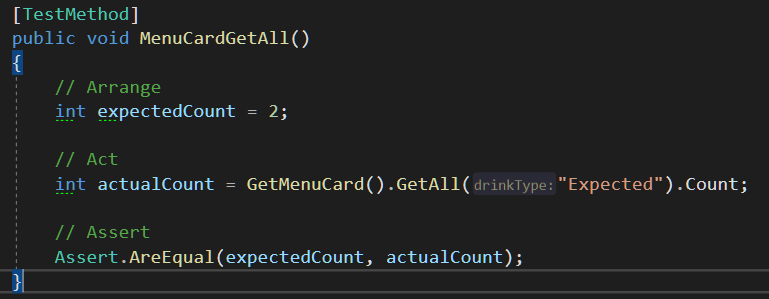 [TestMethod]
public void MenuCardGetAll()
{
// Arrange
int expectedCount = 2;
// Act
int actualCount = GetMenuCard().GetAll(drinkType:"Expected").Count;
// Assert
Assert.AreEqual(expectedCount, actualCount);
}